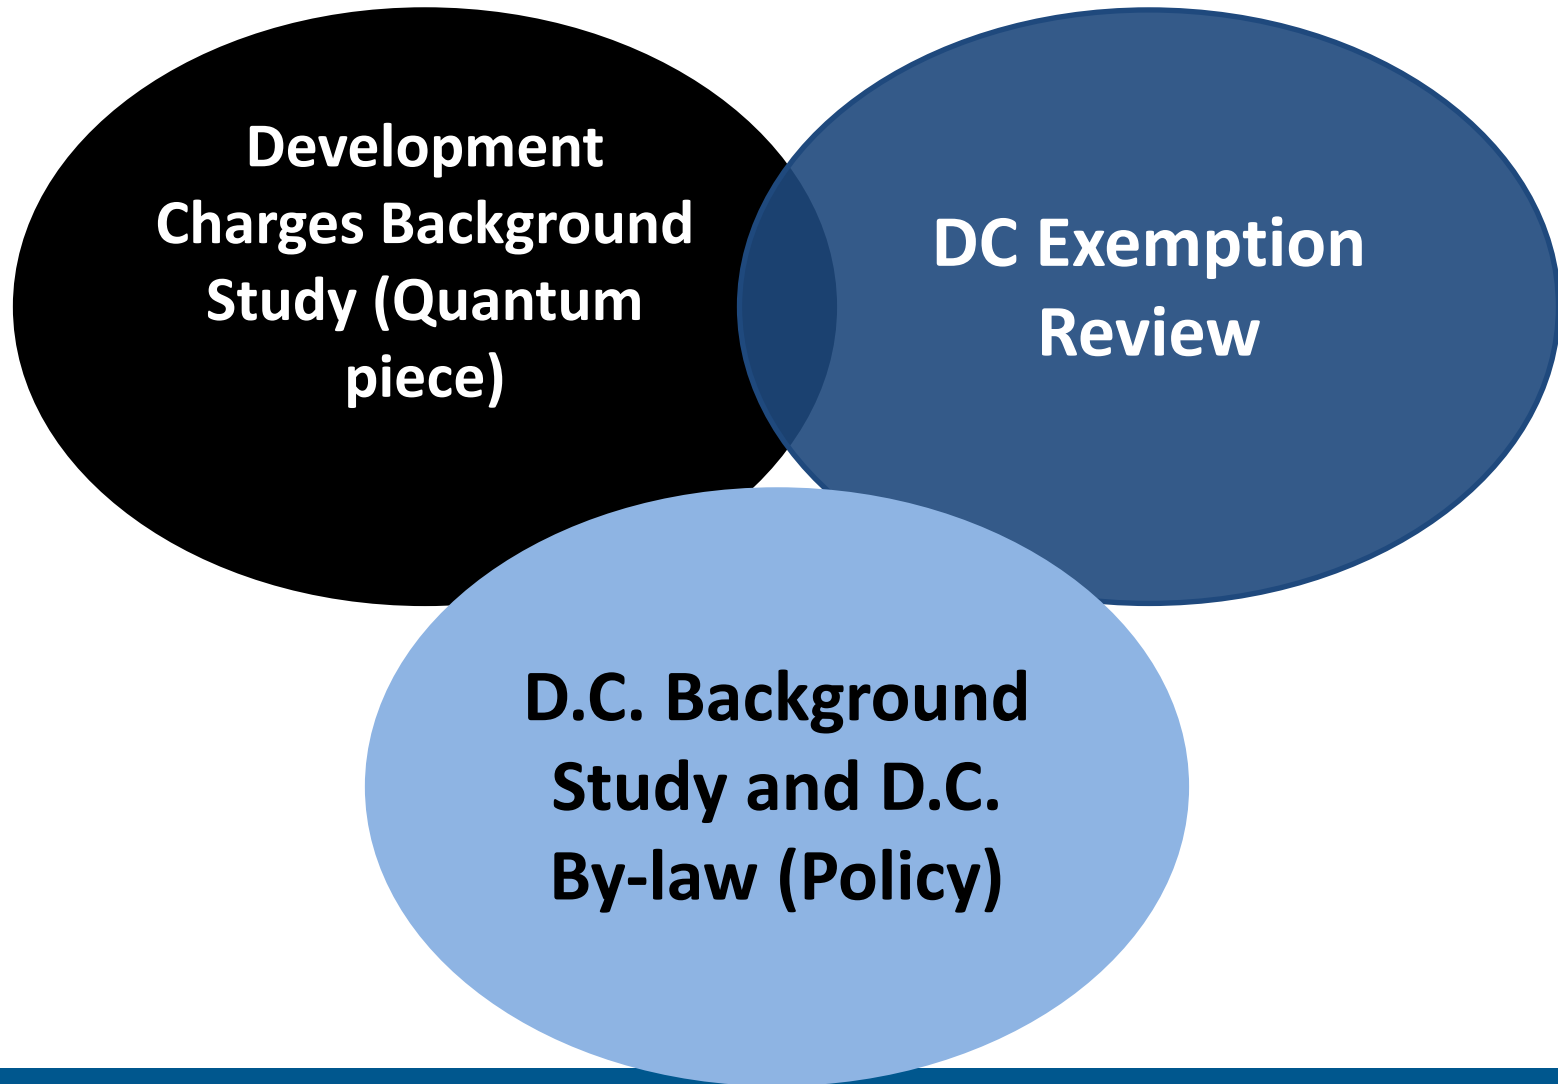 Development
Charges Background
Study (Quantum
piece)
DC Exemption
Review
D.C. Background
Study and D.C.
By-law (Policy)